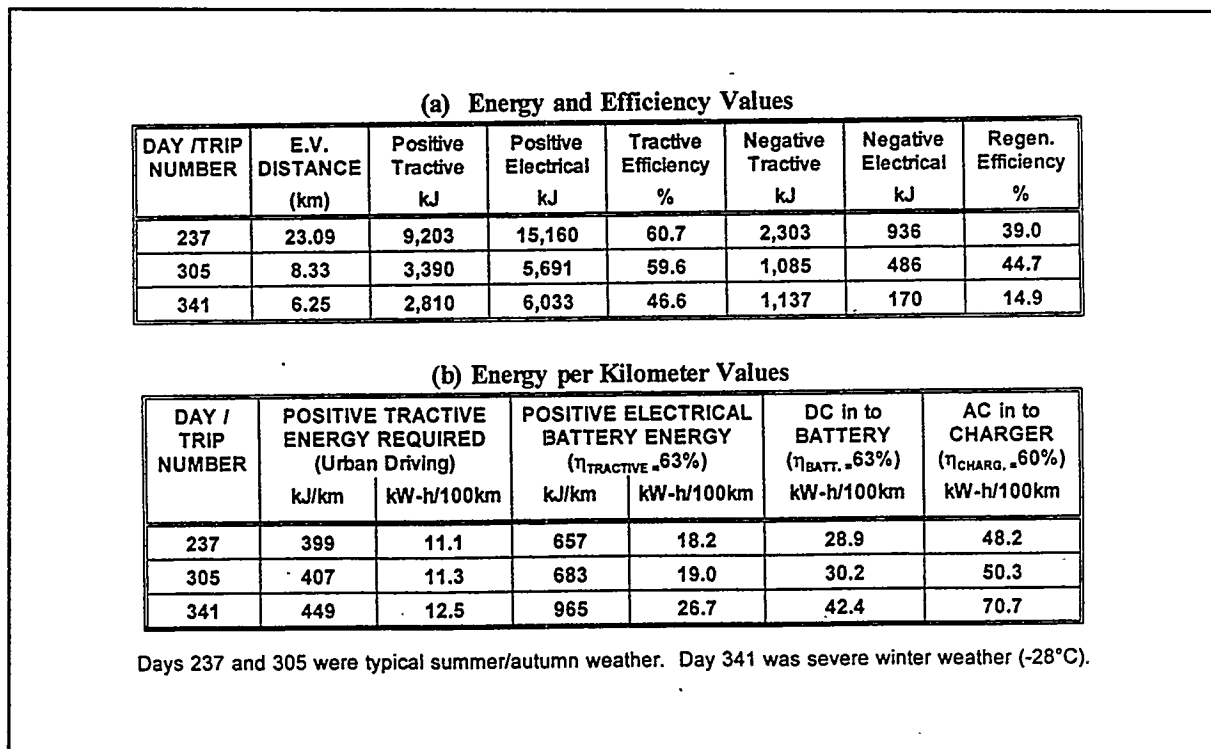 (a) Energy and Efficiency Values
DAY /TRIP NUMBER E.V. DISTANCE (km) Positive Tractive kJ Positive Electrical kJ Tractive Efficiency % Negative Tractive kJ Negative Electrical kJ Regen. Efficiency %
237 23.09 9,203 15,160 60.7 2,303 936 39.0
305 8.33 3,390 5,691 59.6 1,085 486 44.7
341 6.25 2,810 6,033 46.6 1,137 170 14.9
(b) Energy per Kilometer Values
DAY / TRIP NUMBER POSITIVE TRACTIVE ENERGY REQUIRED (Urban Driving) POSITIVE ELECTRICAL BATTERY ENERGY (ηTRACTIVE =63%) DC in to BATTERY (ηBATT. =63%) AC in to CHARGER (ηCHARG. =60%)
kJ/km kW-h/100km kJ/km kW-h/100km kW-h/100km kW-h/100km
237 399 11.1 657 18.2 28.9 48.2
305 407 11.3 683 19.0 30.2 50.3
341 449 12.5 965 26.7 42.4 70.7
Days 237 and 305 were typical summer/autumn weather. Day 341 was severe winter weather (-28°C).